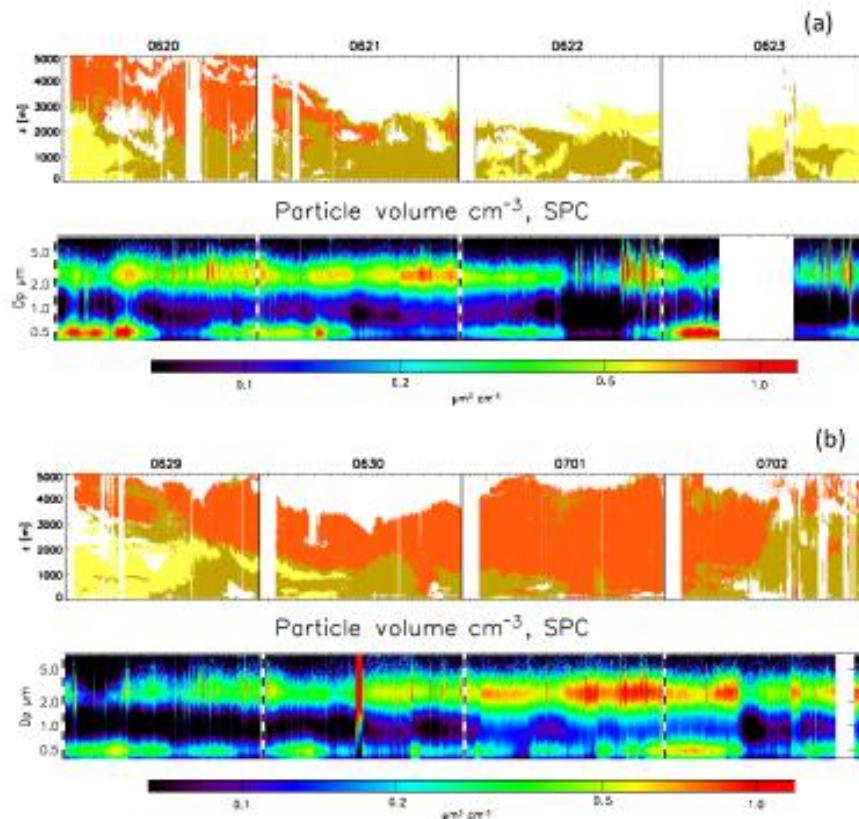 (a)
0620 0621 0622 0623
5000
4000
3000
2000
1000
0
z [m]
Particle volume cm⁻³, SPC
5.0
2.0
1.0
0.5
Dp μm
0.1 0.2 0.5 1.0
μm³ cm⁻³
(b)
0629 0630 0701 0702
5000
4000
3000
2000
1000
0
z [m]
Particle volume cm⁻³, SPC
5.0
2.0
1.0
0.5
Dp μm
0.1 0.2 0.5 1.0
μm³ cm⁻³